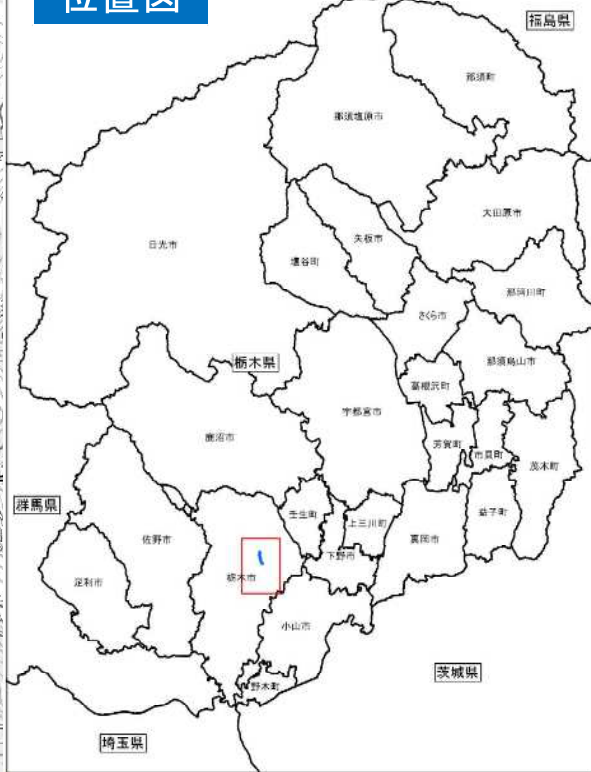 位置図
福島県
那須町
那須塩原市
大田原市
日光市
矢板市
塩谷町
那珂川町
さくら市
那須烏山市
栃木県
高根沢町
宇都宮市
鹿沼市
芳賀町
市貝町
茂木町
群馬県
佐野市
壬生町
上三川町
真岡市
益子町
下野市
足利市
栃木市
小山市
茨城県
野木町
埼玉県